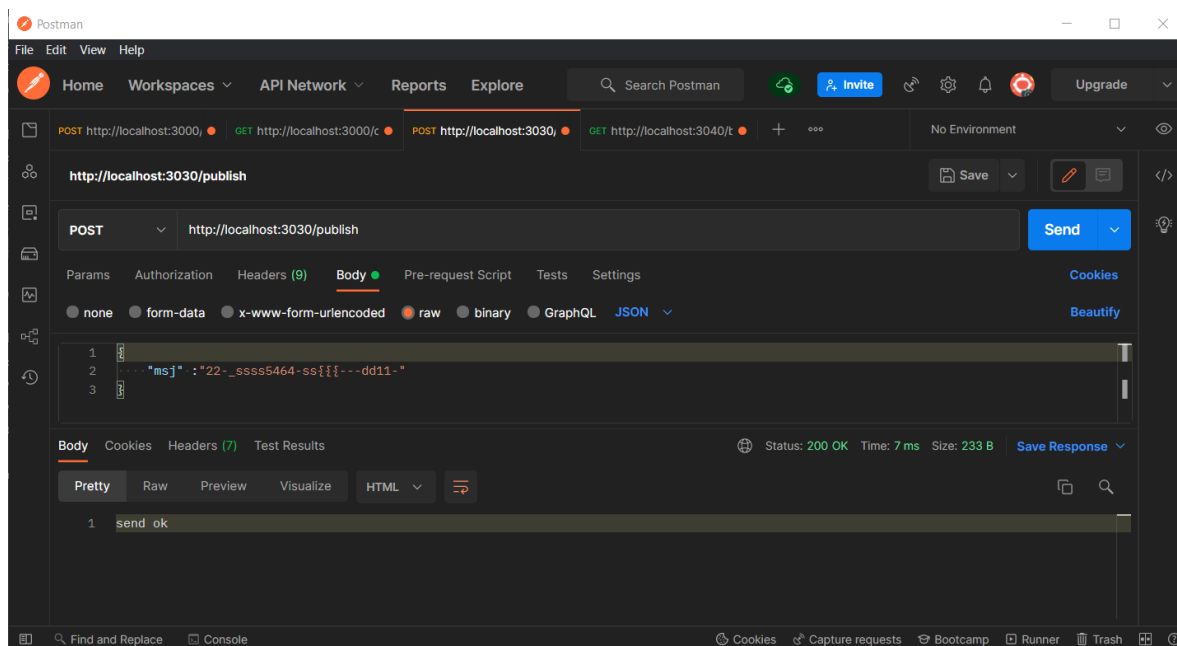 Postman
File Edit View Help
Home Workspaces API Network Reports Explore Search Postman Invite Upgrade
POST http://localhost:3000/ GET http://localhost:3000/c POST http://localhost:3030/ GET http://localhost:3040/t No Environment
http://localhost:3030/publish Save
POST http://localhost:3030/publish Send
Params Authorization Headers (9) Body Pre-request Script Tests Settings Cookies
none form-data x-www-form-urlencoded raw binary GraphQL JSON Beautify
1 {
2 "msj" :"22-_ssss5464-ss{{{---dd11-"
3 }
Body Cookies Headers (7) Test Results Status: 200 OK Time: 7 ms Size: 233 B Save Response
Pretty Raw Preview Visualize HTML
1 send ok
Find and Replace Console Cookies Capture requests Bootcamp Runner Trash